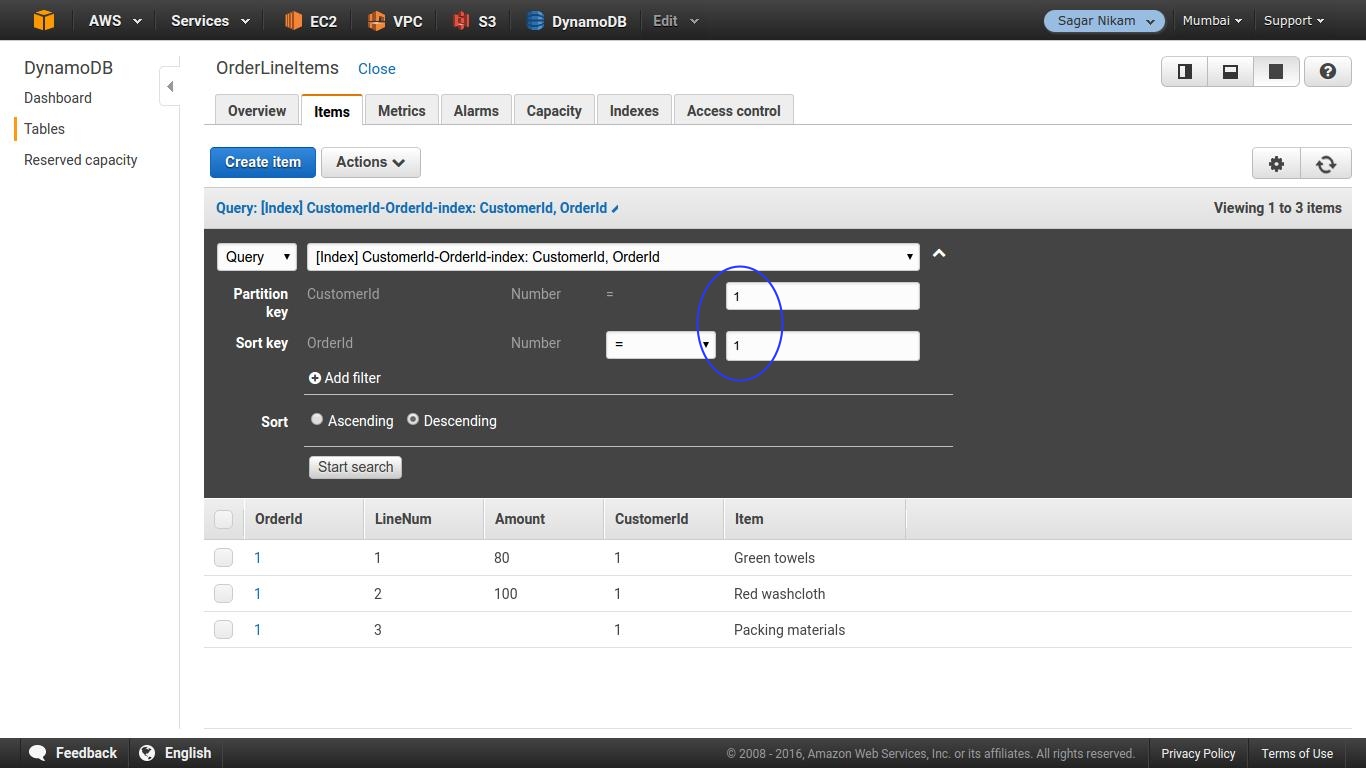 AWS Services EC2 VPC S3 DynamoDB Edit Sagar Nikam Mumbai Support
DynamoDB
Dashboard
Tables
Reserved capacity
OrderLineItems Close
Overview Items Metrics Alarms Capacity Indexes Access control
Create item Actions
Query: [Index] CustomerId-OrderId-index: CustomerId, OrderId Viewing 1 to 3 items
Query [Index] CustomerId-OrderId-index: CustomerId, OrderId
Partition key CustomerId Number = 1
Sort key OrderId Number = 1
Add filter
Sort Ascending Descending
Start search
OrderId LineNum Amount CustomerId Item
1 1 80 1 Green towels
1 2 100 1 Red washcloth
1 3 1 Packing materials
Feedback English © 2008 - 2016, Amazon Web Services, Inc. or its affiliates. All rights reserved. Privacy Policy Terms of Use